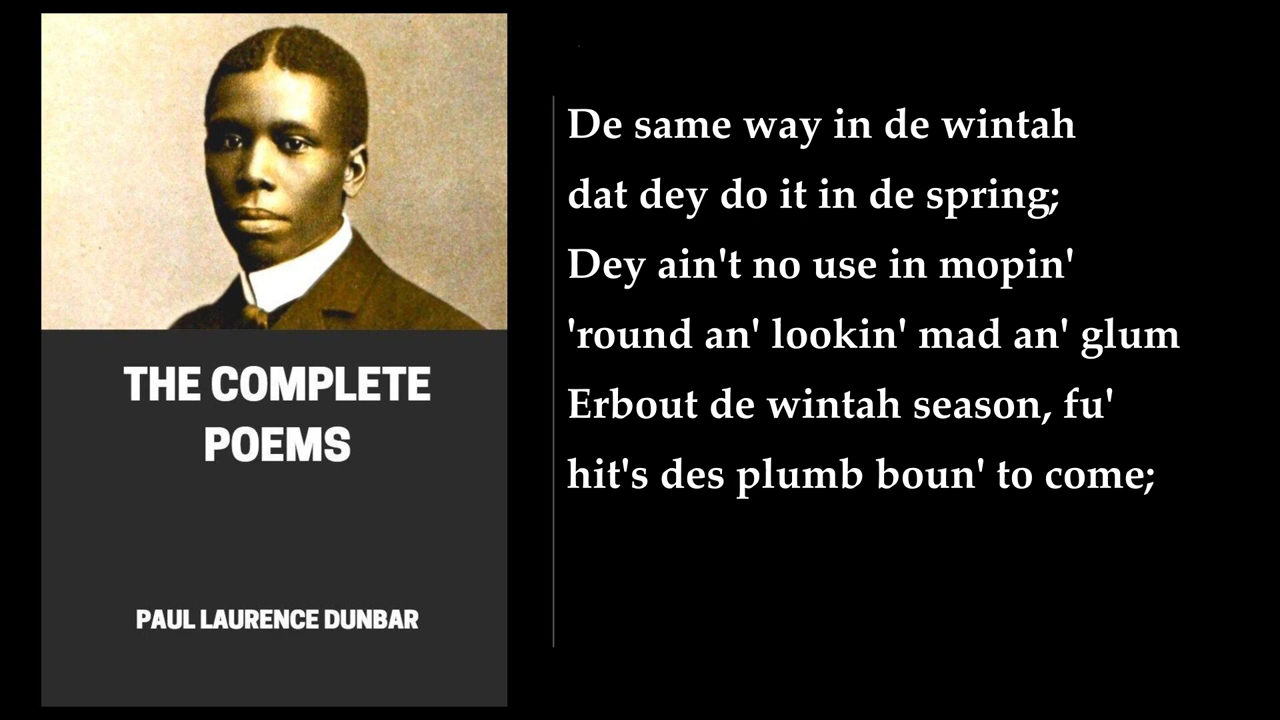 THE COMPLETE
POEMS
PAUL LAURENCE DUNBAR
De same way in de wintah
dat dey do it in de spring;
Dey ain't no use in mopin'
'round an' lookin' mad an' glum
Erbout de wintah season, fu'
hit's des plumb boun' to come;